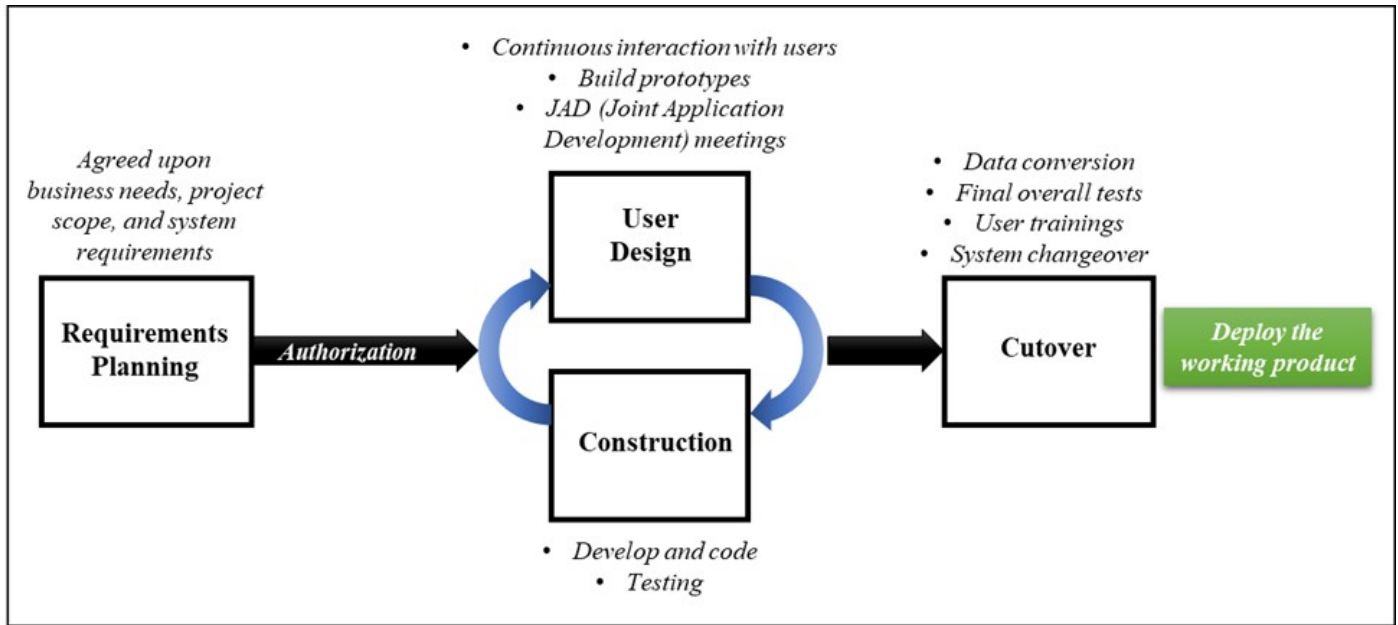 Agreed upon
business needs, project
scope, and system
requirements
Requirements
Planning
Authorization
• Continuous interaction with users
• Build prototypes
• JAD (Joint Application
Development) meetings
User
Design
Construction
• Develop and code
• Testing
• Data conversion
• Final overall tests
• User trainings
• System changeover
Cutover
Deploy the
working product